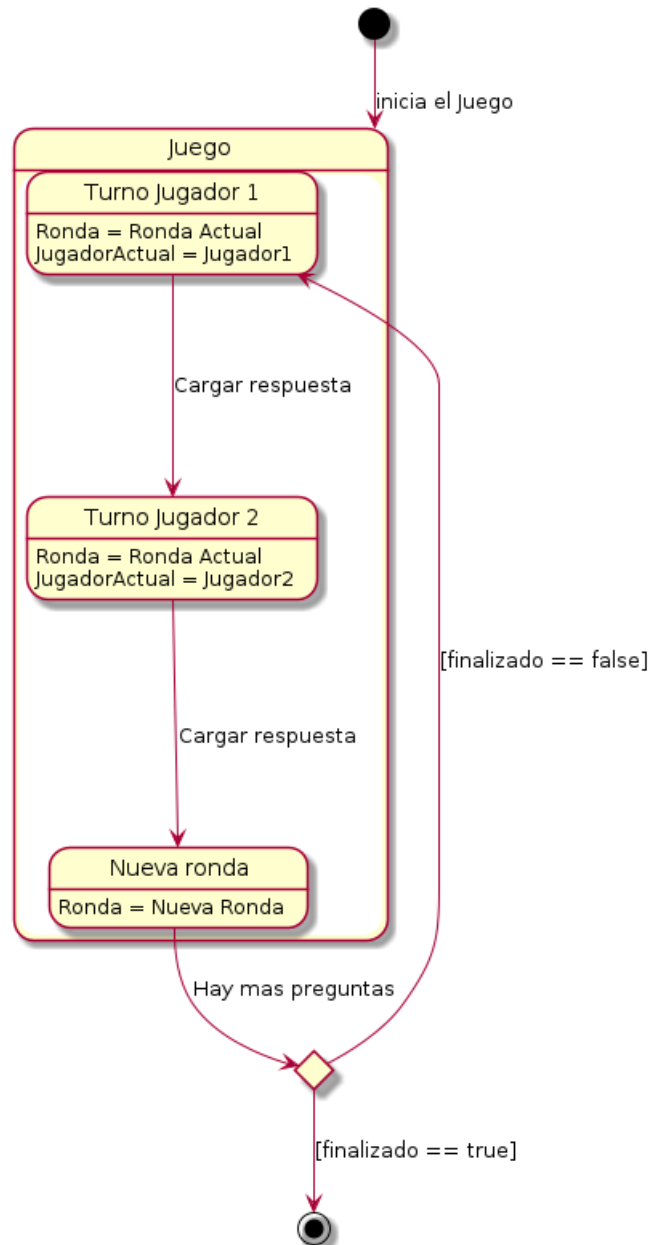 inicia el Juego
Juego
Turno Jugador 1
Ronda = Ronda Actual
JugadorActual = Jugador1
Cargar respuesta
Turno Jugador 2
Ronda = Ronda Actual
JugadorActual = Jugador2
[finalizado == false]
Cargar respuesta
Nueva ronda
Ronda = Nueva Ronda
Hay mas preguntas
[finalizado == true]